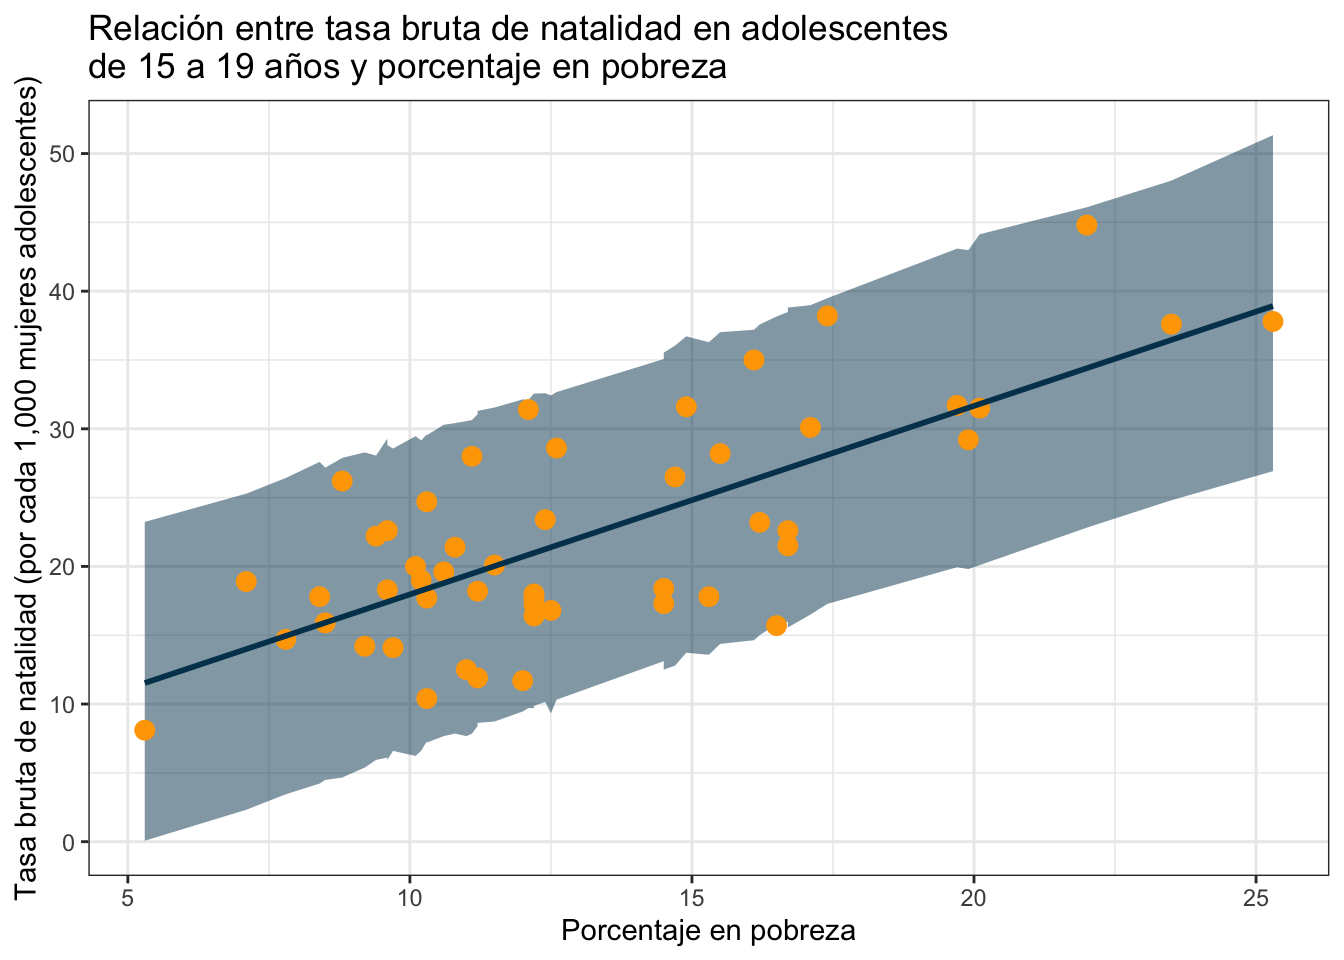 Relación entre tasa bruta de natalidad en adolescentes
de 15 a 19 años y porcentaje en pobreza
Tasa bruta de natalidad (por cada 1,000 mujeres adolescentes)
50
40
30
20
10
0
5
10
15
20
25
Porcentaje en pobreza